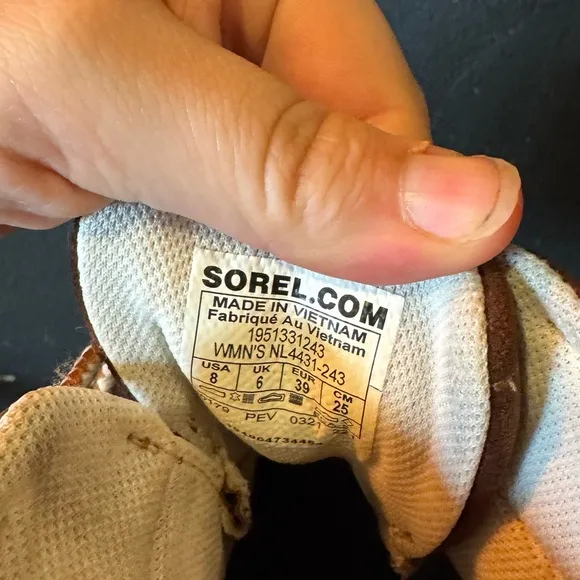 SOREL.COM
MADE IN VIETNAM
Fabriqué Au Vietnam
1951331243
WMN'S NL4431-243
USA UK EUR CM
8 6 39 25
PEV 0321